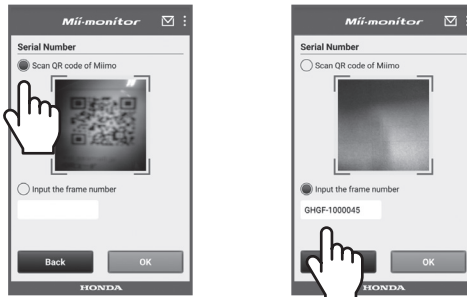 Mii-monitor
Serial Number
Scan QR code of Miimo
Input the frame number
Back
OK
HONDA
Mii-monitor
Serial Number
Scan QR code of Miimo
Input the frame number
GHGF-1000045
OK
HONDA